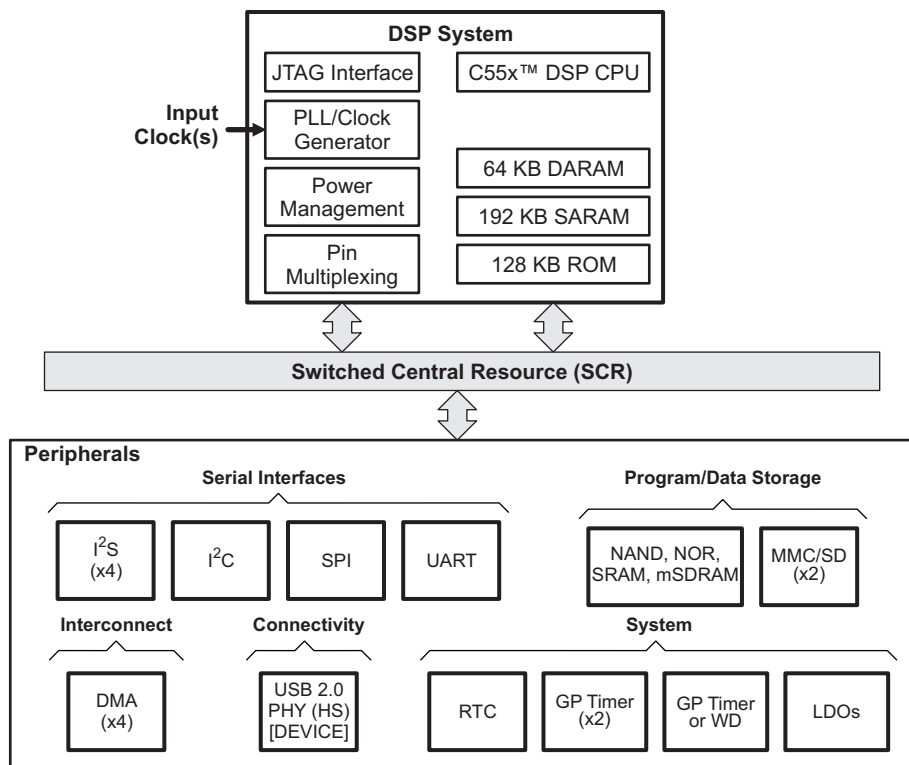 DSP System
JTAG Interface
C55x™ DSP CPU
Input
Clock(s)
PLL/Clock
Generator
64 KB DARAM
Power
Management
192 KB SARAM
Pin
Multiplexing
128 KB ROM
Switched Central Resource (SCR)
Peripherals
Serial Interfaces
Program/Data Storage
I²S
(x4)
I²C
SPI
UART
NAND, NOR,
SRAM, mSDRAM
MMC/SD
(x2)
Interconnect
Connectivity
System
DMA
(x4)
USB 2.0
PHY (HS)
[DEVICE]
RTC
GP Timer
(x2)
GP Timer
or WD
LDOs